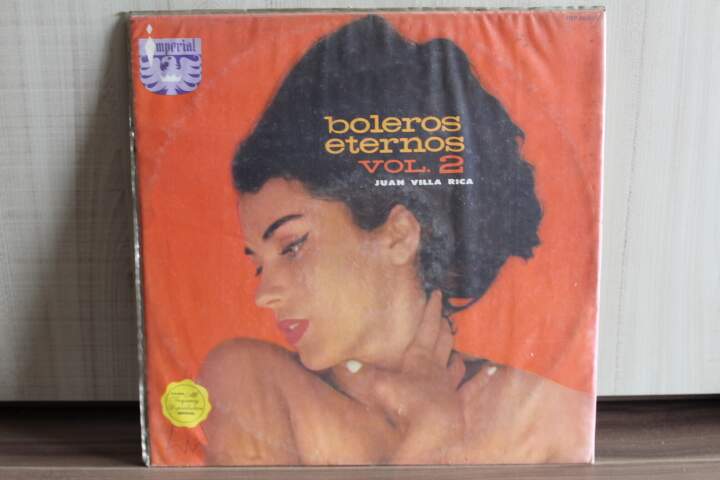 Imperial
boleros
eternos
VOL. 2
JUAN VILLA RICA